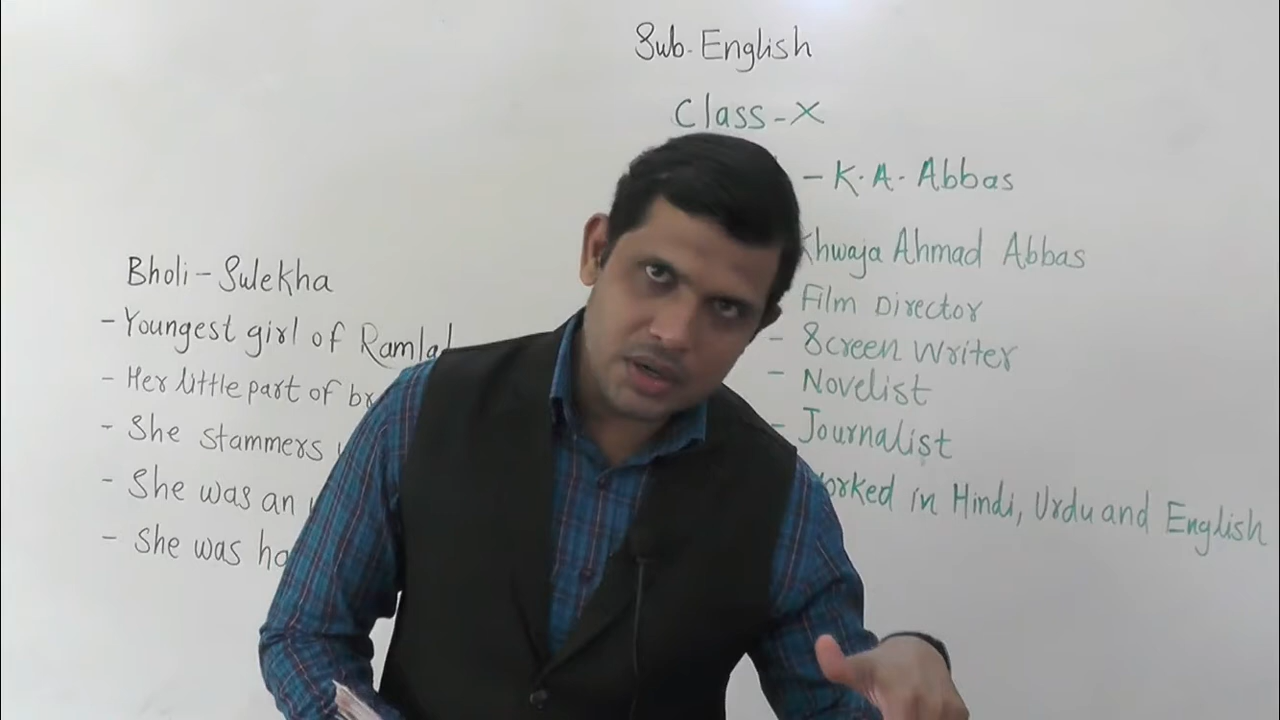 Sub. English
Class - X
- K. A. Abbas
Khwaja Ahmad Abbas
Film Director
- Screen Writer
- Novelist
- Journalist
worked in Hindi, Urdu and English
Bholi - Sulekha
- Youngest girl of
- Her little part of
- She stammers
- She was an
- She was